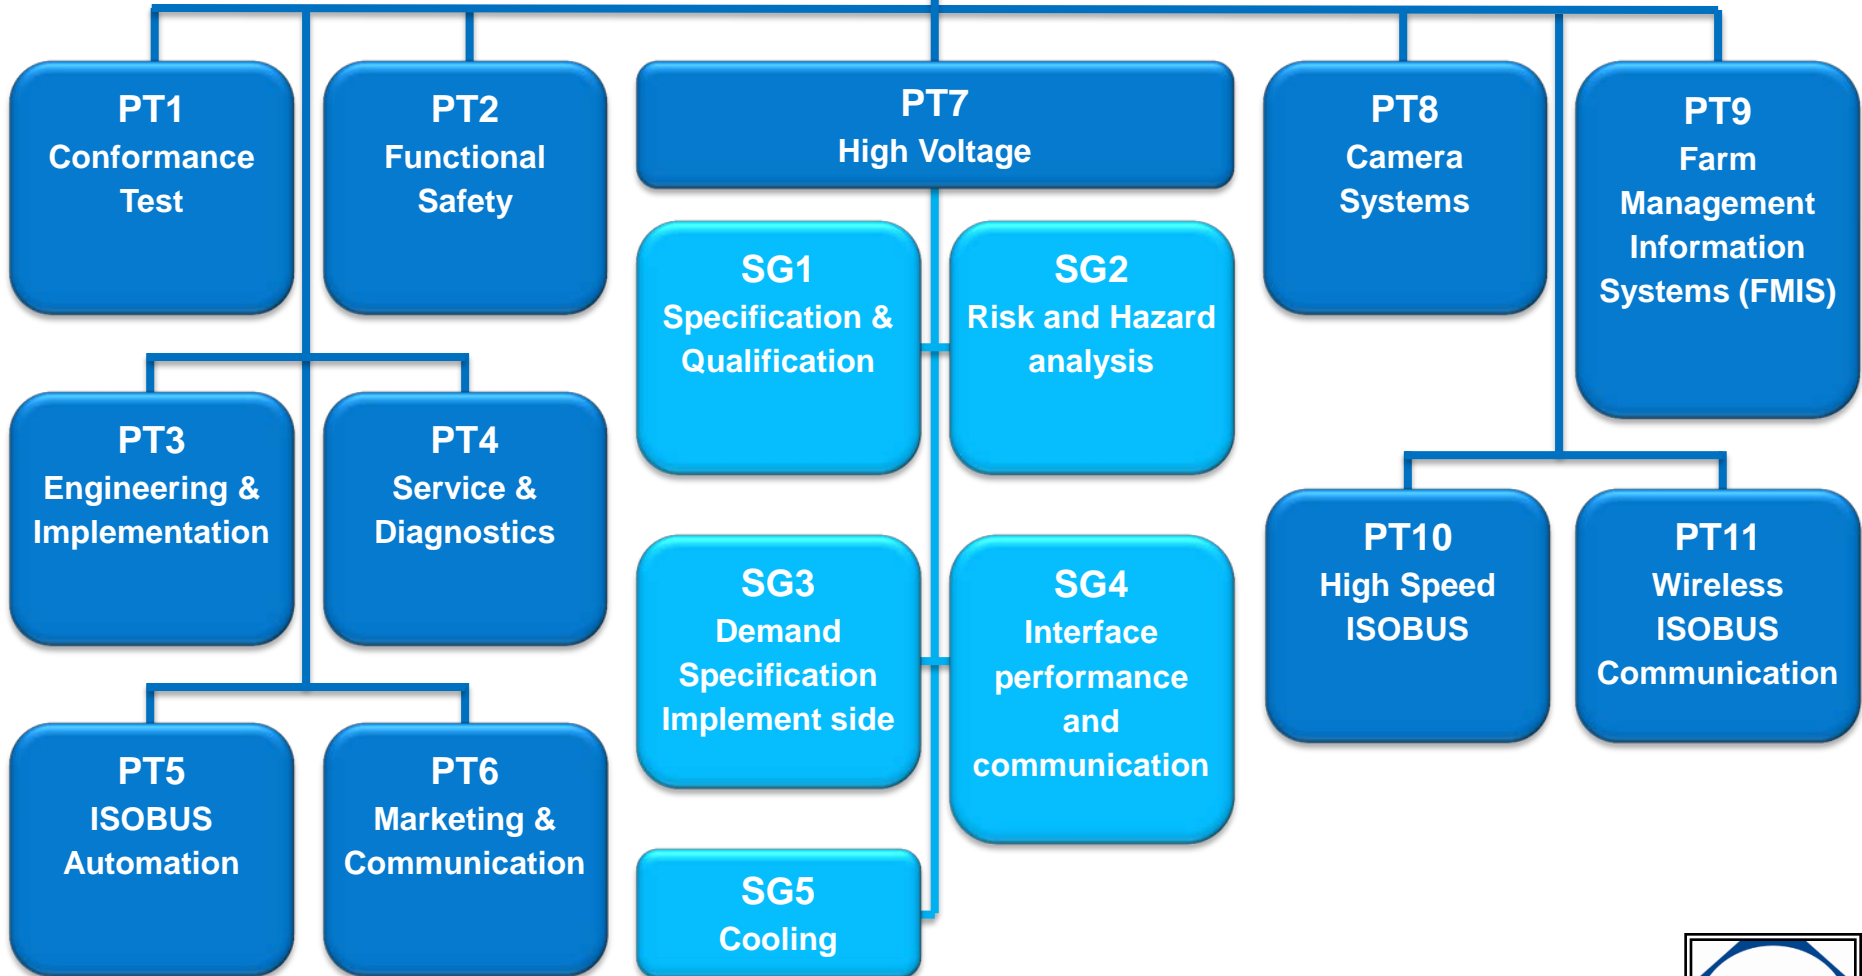 PT1
Conformance
Test
PT2
Functional
Safety
PT7
High Voltage
PT8
Camera
Systems
PT9
Farm
Management
Information
Systems (FMIS)
SG1
Specification &
Qualification
SG2
Risk and Hazard
analysis
PT3
Engineering &
Implementation
PT4
Service &
Diagnostics
SG3
Demand
Specification
Implement side
SG4
Interface
performance
and
communication
PT10
High Speed
ISOBUS
PT11
Wireless
ISOBUS
Communication
PT5
ISOBUS
Automation
PT6
Marketing &
Communication
SG5
Cooling